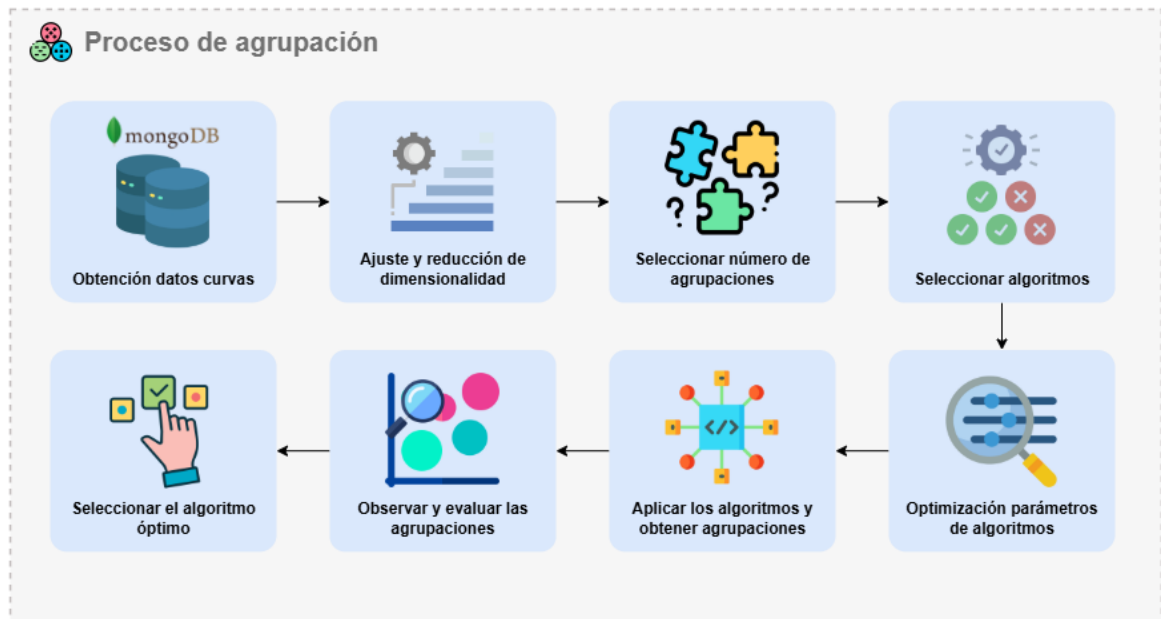 Proceso de agrupación
mongoDB
Obtención datos curvas
Ajuste y reducción de
dimensionalidad
Seleccionar número de
agrupaciones
Seleccionar algoritmos
Seleccionar el algoritmo
óptimo
Observar y evaluar las
agrupaciones
Aplicar los algoritmos y
obtener agrupaciones
Optimización parámetros
de algoritmos